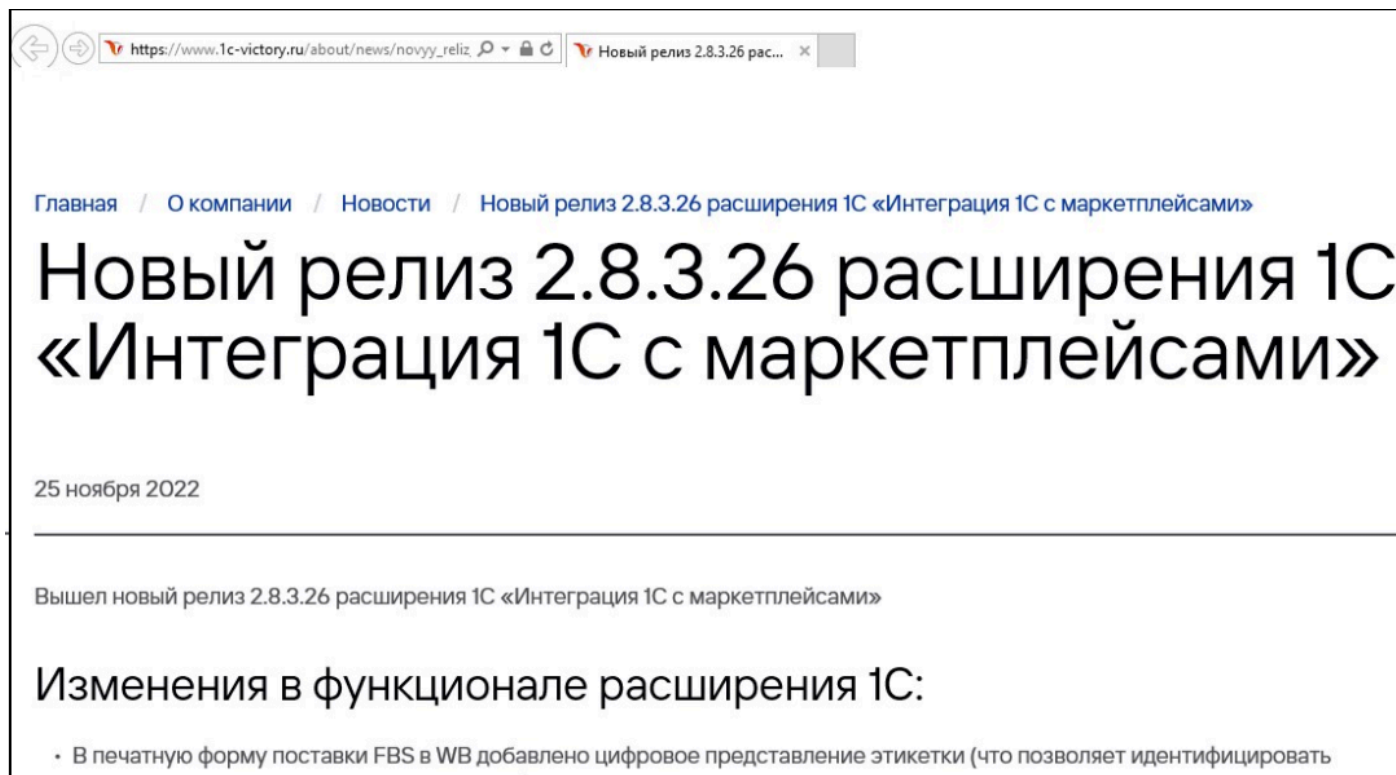 https://www.1c-victory.ru/about/news/novyy_reliz
Новый релиз 2.8.3.26 рас...
Главная / О компании / Новости / Новый релиз 2.8.3.26 расширения 1С «Интеграция 1С с маркетплейсами»
Новый релиз 2.8.3.26 расширения 1С
«Интеграция 1С с маркетплейсами»
25 ноября 2022
Вышел новый релиз 2.8.3.26 расширения 1С «Интеграция 1С с маркетплейсами»
Изменения в функционале расширения 1С:
• В печатную форму поставки FBS в WB добавлено цифровое представление этикетки (что позволяет идентифицировать